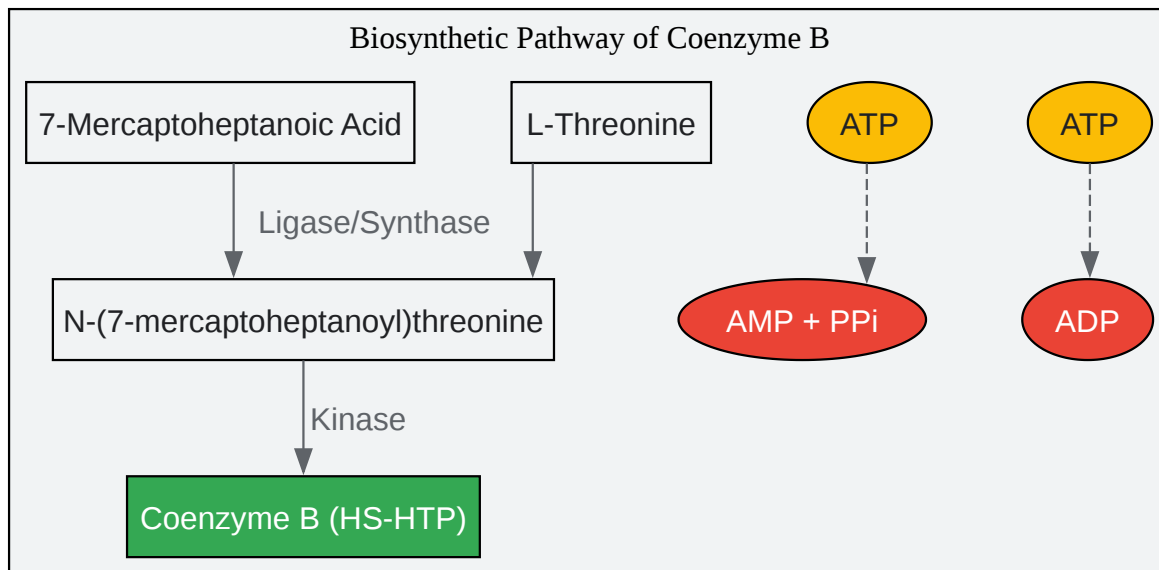 Biosynthetic Pathway of Coenzyme B
7-Mercaptoheptanoic Acid
L-Threonine
ATP
ATP
Ligase/Synthase
N-(7-mercaptoheptanoyl)threonine
AMP + PPi
ADP
Kinase
Coenzyme B (HS-HTP)